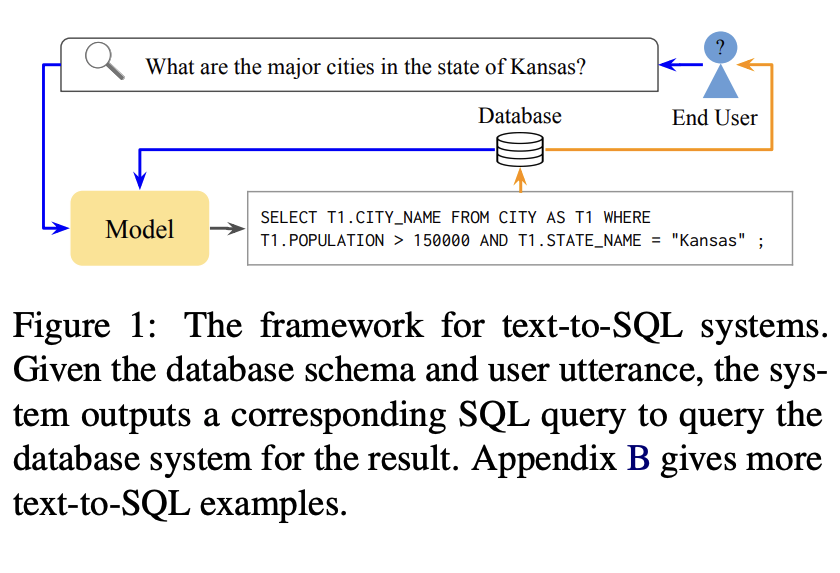 ?
What are the major cities in the state of Kansas?
End User
Database
Model
SELECT T1.CITY_NAME FROM CITY AS T1 WHERE
T1.POPULATION > 150000 AND T1.STATE_NAME = "Kansas" ;
Figure 1: The framework for text-to-SQL systems.
Given the database schema and user utterance, the sys-
tem outputs a corresponding SQL query to query the
database system for the result. Appendix B gives more
text-to-SQL examples.